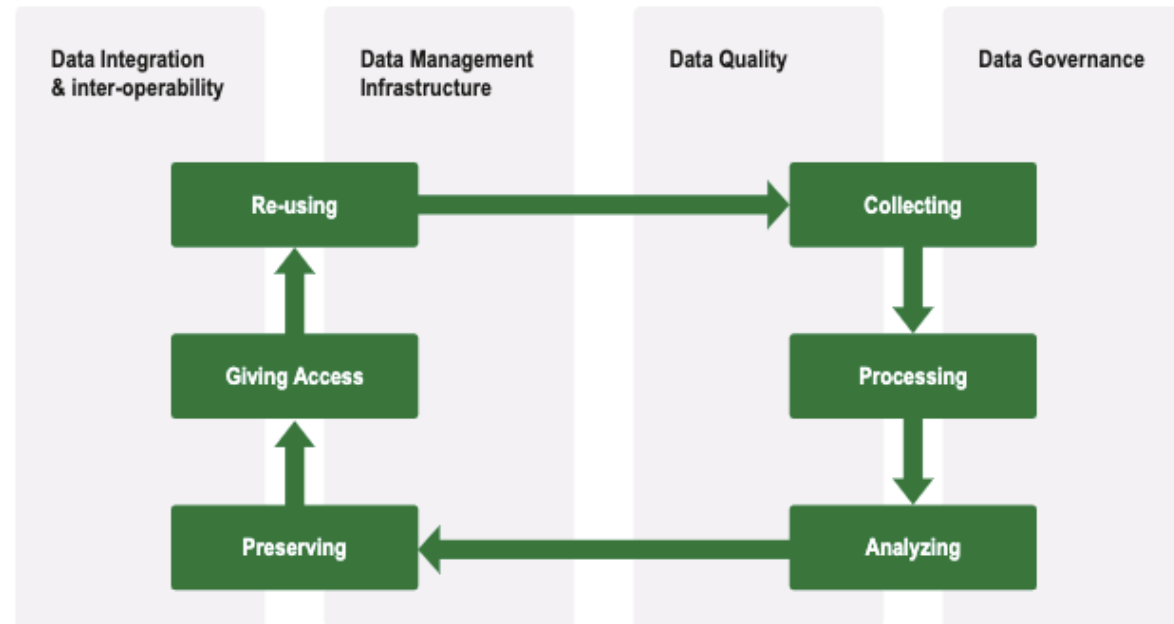 Data Integration
& inter-operability
Data Management
Infrastructure
Data Quality
Data Governance
Re-using
Collecting
Giving Access
Processing
Preserving
Analyzing